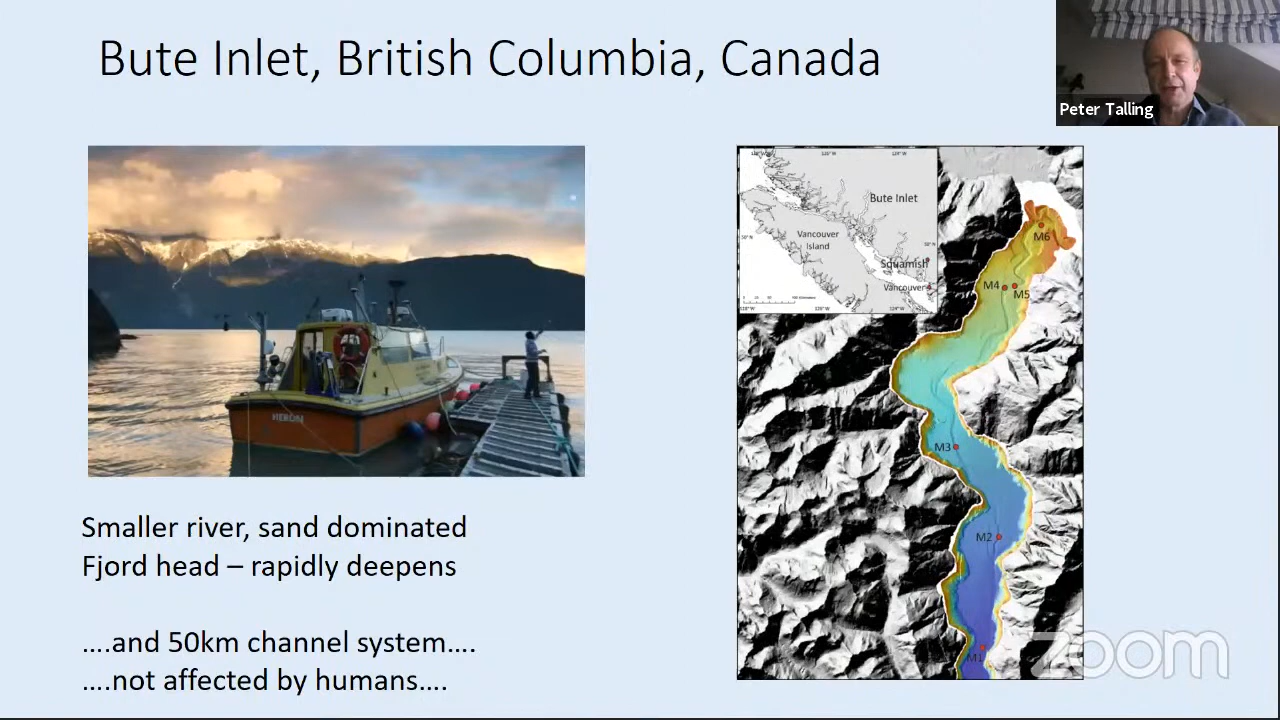 Bute Inlet, British Columbia, Canada
Peter Talling
HERON
Smaller river, sand dominated
Fjord head – rapidly deepens
....and 50km channel system....
....not affected by humans....
Bute Inlet
Vancouver
Island
Squamish
Vancouver
M6
M4
M5
M3
M2
M1
zoom